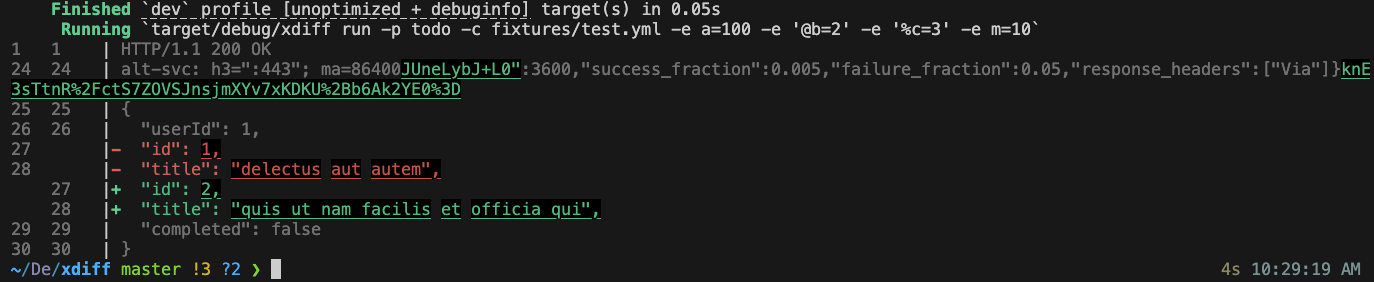 Finished `dev` profile [unoptimized + debuginfo] target(s) in 0.05s
Running `target/debug/xdiff run -p todo -c fixtures/test.yml -e a=100 -e '@b=2' -e '%c=3' -e m=10`
1 1 | HTTP/1.1 200 OK
24 24 | alt-svc: h3=":443"; ma=86400JUneLybJ+L0":3600,"success_fraction":0.005,"failure_fraction":0.05,"response_headers":["Via"]}knE
3sTtnR%2FctS7ZOVSJnsjmXYv7xKDKU%2Bb6Ak2YE0%3D
25 25 | {
26 26 |   "userId": 1,
27 |-  "id": 1,
28 |-  "title": "delectus aut autem",
27 |+  "id": 2,
28 |+  "title": "quis ut nam facilis et officia qui",
29 29 |   "completed": false
30 30 | }
~/De/xdiff master !3 ?2 ❯ 4s 10:29:19 AM